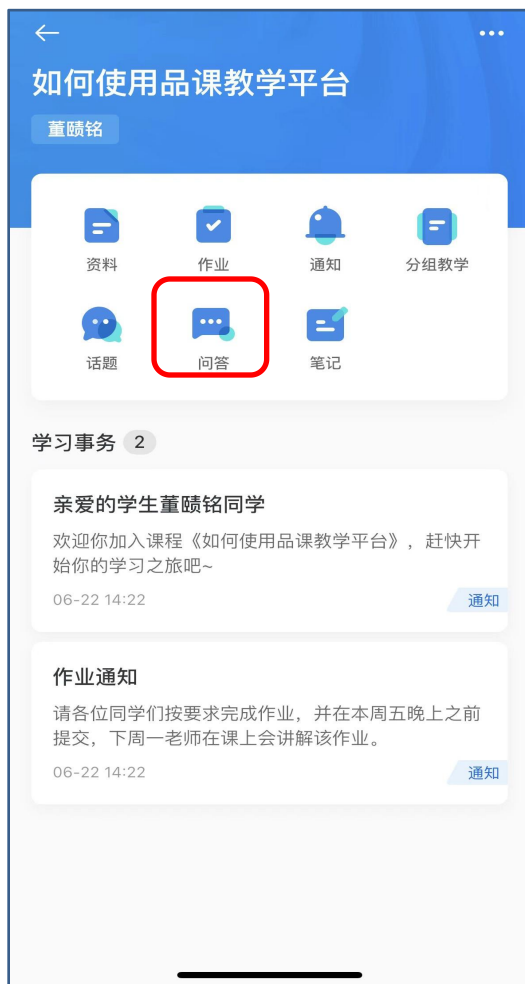 如何使用品课教学平台
董赜铭
资料
作业
通知
分组教学
话题
问答
笔记
学习事务 2
亲爱的学生董赜铭同学
欢迎你加入课程《如何使用品课教学平台》，赶快开
始你的学习之旅吧~
06-22 14:22
通知
作业通知
请各位同学们按要求完成作业，并在本周五晚上之前
提交，下周一老师在课上会讲解该作业。
06-22 14:22
通知